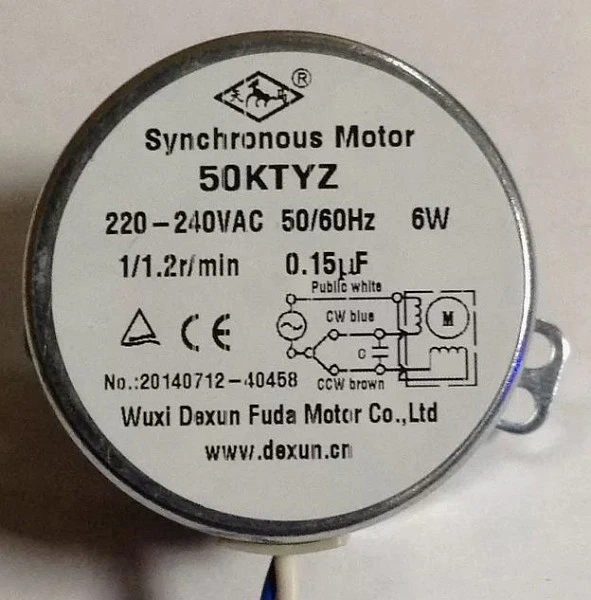 ®
Synchronous Motor
50KTYZ
220-240VAC 50/60Hz 6W
1/1.2r/min 0.15μF
Public white
CW blue
M
C
CCW brown
CE
No.:20140712-40458
Wuxi Dexun Fuda Motor Co.,Ltd
www.dexun.cn